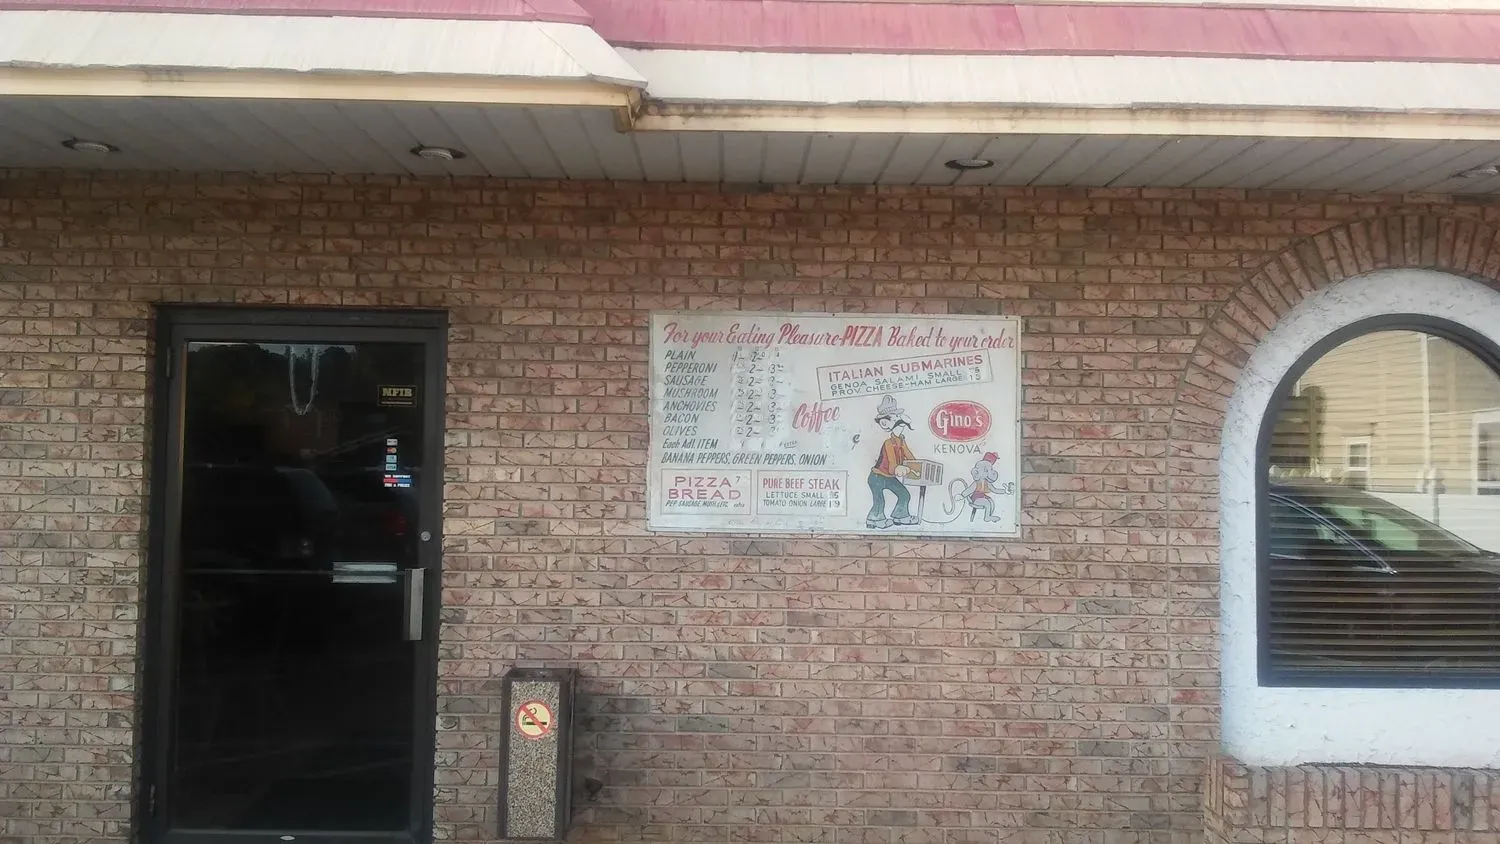 For your Eating Pleasure-PIZZA Baked to your order
PLAIN
PEPPERONI
SAUSAGE
MUSHROOM
ANCHOVIES
BACON
OLIVES
Each Adl. ITEM
BANANA PEPPERS, GREEN PEPPERS, ONION
PIZZA
BREAD
PURE BEEF STEAK
LETTUCE SMALL
TOMATO ONION LARGE
Coffee
ITALIAN SUBMARINES
GENOA SALAMI SMALL
PROV. CHEESE-HAM LARGE
Gino's
KENOVA
NFIB